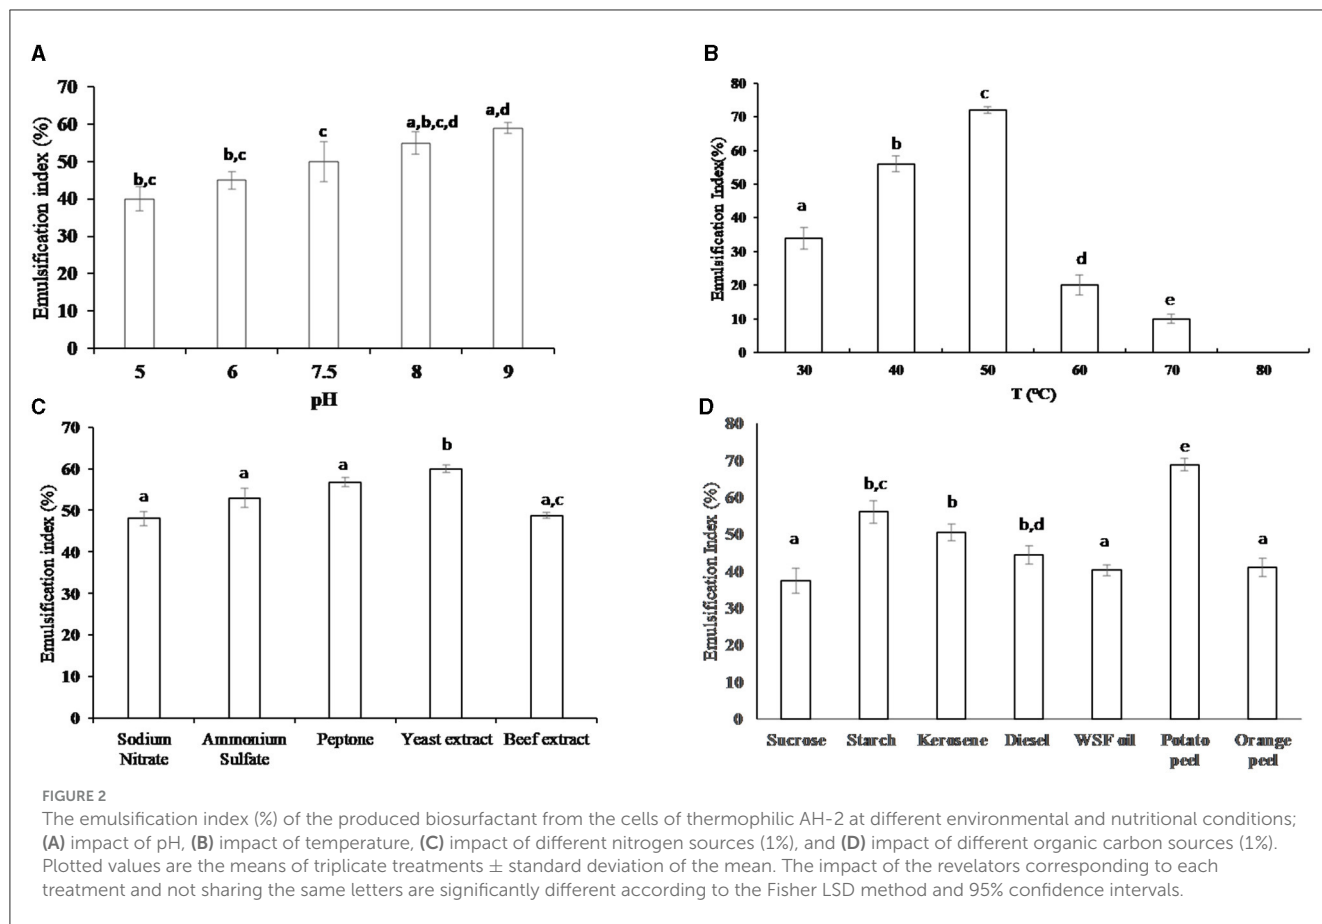 A
Emulsification index (%)
70
60
50
40
30
20
10
0
b,c
b,c
c
a,b,c,d
a,d
5 6 7.5 8 9
pH
B
Emulsification Index(%)
80
70
60
50
40
30
20
10
0
a
b
c
d
e
30 40 50 60 70 80
T (°C)
C
Emulsification index (%)
70
60
50
40
30
20
10
0
a
a
a
b
a,c
Sodium Ammonium Peptone Yeast extract Beef extract
Nitrate Sulfate
D
Emulsification Index (%)
80
70
60
50
40
30
20
10
0
a
b,c
b
b,d
a
e
a
Sucrose Starch Kerosene Diesel WSF oil Potato Orange
peel peel
FIGURE 2
The emulsification index (%) of the produced biosurfactant from the cells of thermophilic AH-2 at different environmental and nutritional conditions;
(A) impact of pH, (B) impact of temperature, (C) impact of different nitrogen sources (1%), and (D) impact of different organic carbon sources (1%).
Plotted values are the means of triplicate treatments ± standard deviation of the mean. The impact of the revelators corresponding to each
treatment and not sharing the same letters are significantly different according to the Fisher LSD method and 95% confidence intervals.